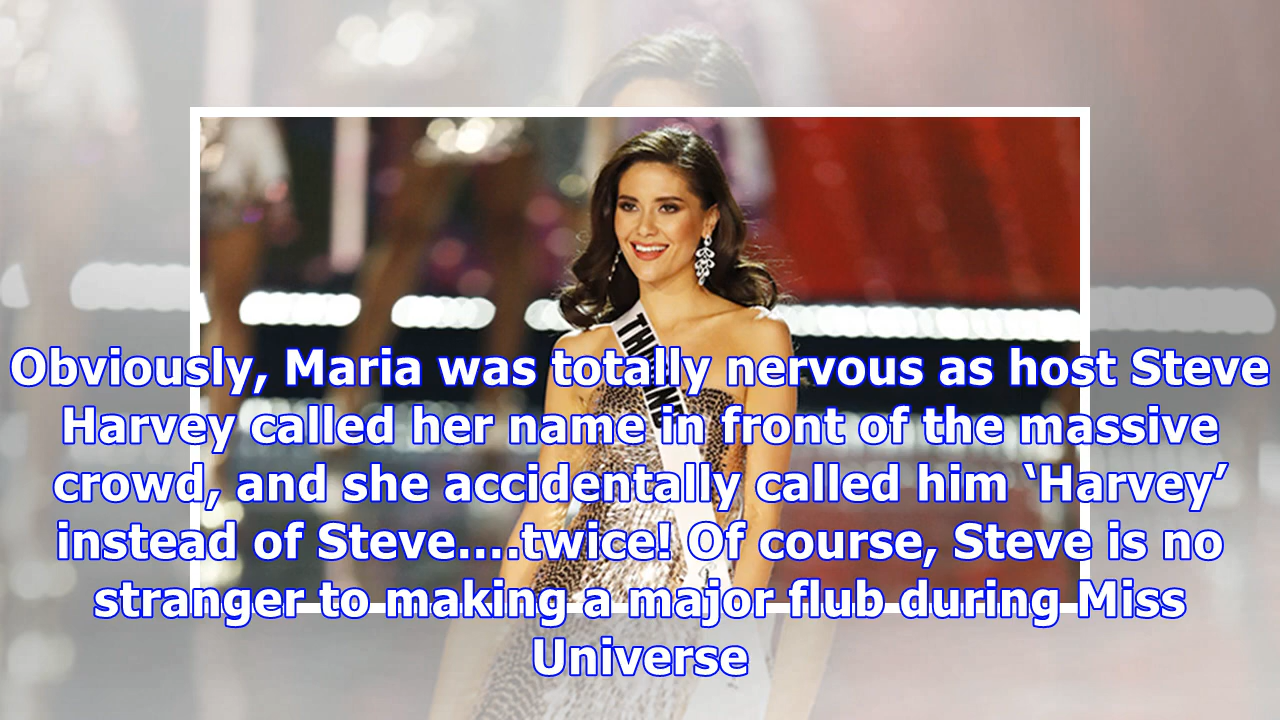 THAILAND
Obviously, Maria was totally nervous as host Steve
Harvey called her name in front of the massive
crowd, and she accidentally called him ‘Harvey’
instead of Steve....twice! Of course, Steve is no
stranger to making a major flub during Miss
Universe